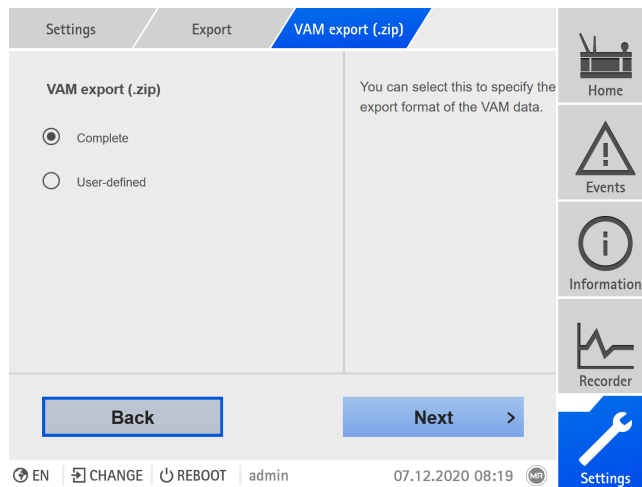 Settings
Export
VAM export (.zip)
VAM export (.zip)
Complete
User-defined
You can select this to specify the
export format of the VAM data.
Back
Next >
EN
CHANGE
REBOOT
admin
07.12.2020 08:19
MR
Home
Events
Information
Recorder
Settings